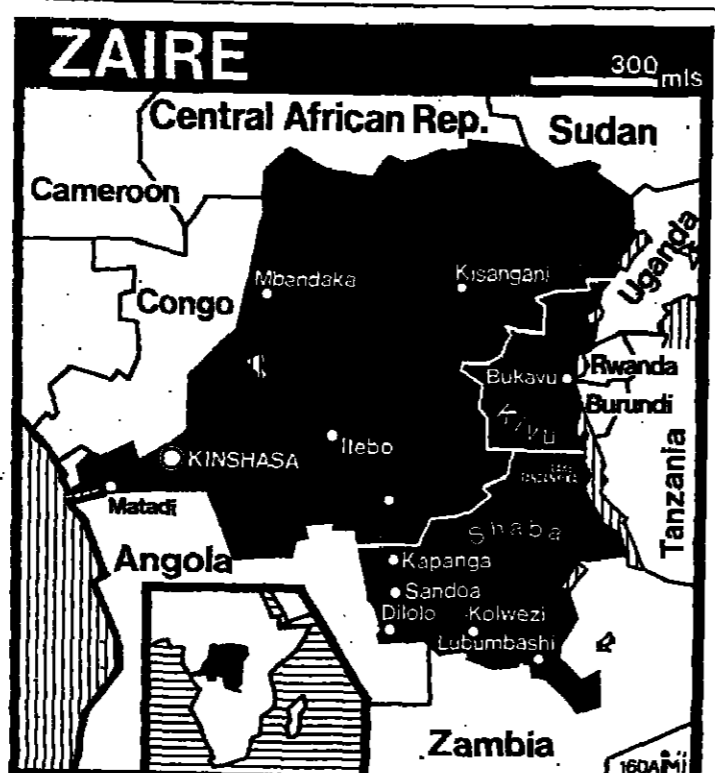 ZAIRE
300 mls
Central African Rep.
Sudan
Cameroon
Uganda
Mbandaka
Kisangani
Congo
Rwanda
Bukavu
Burundi
Kivu
Itebo
KINSHASA
Tanzania
Matadi
Shaba
Angola
Kapanga
Sandoa
Dilolo
Kolwezi
Lubumbashi
Zambia